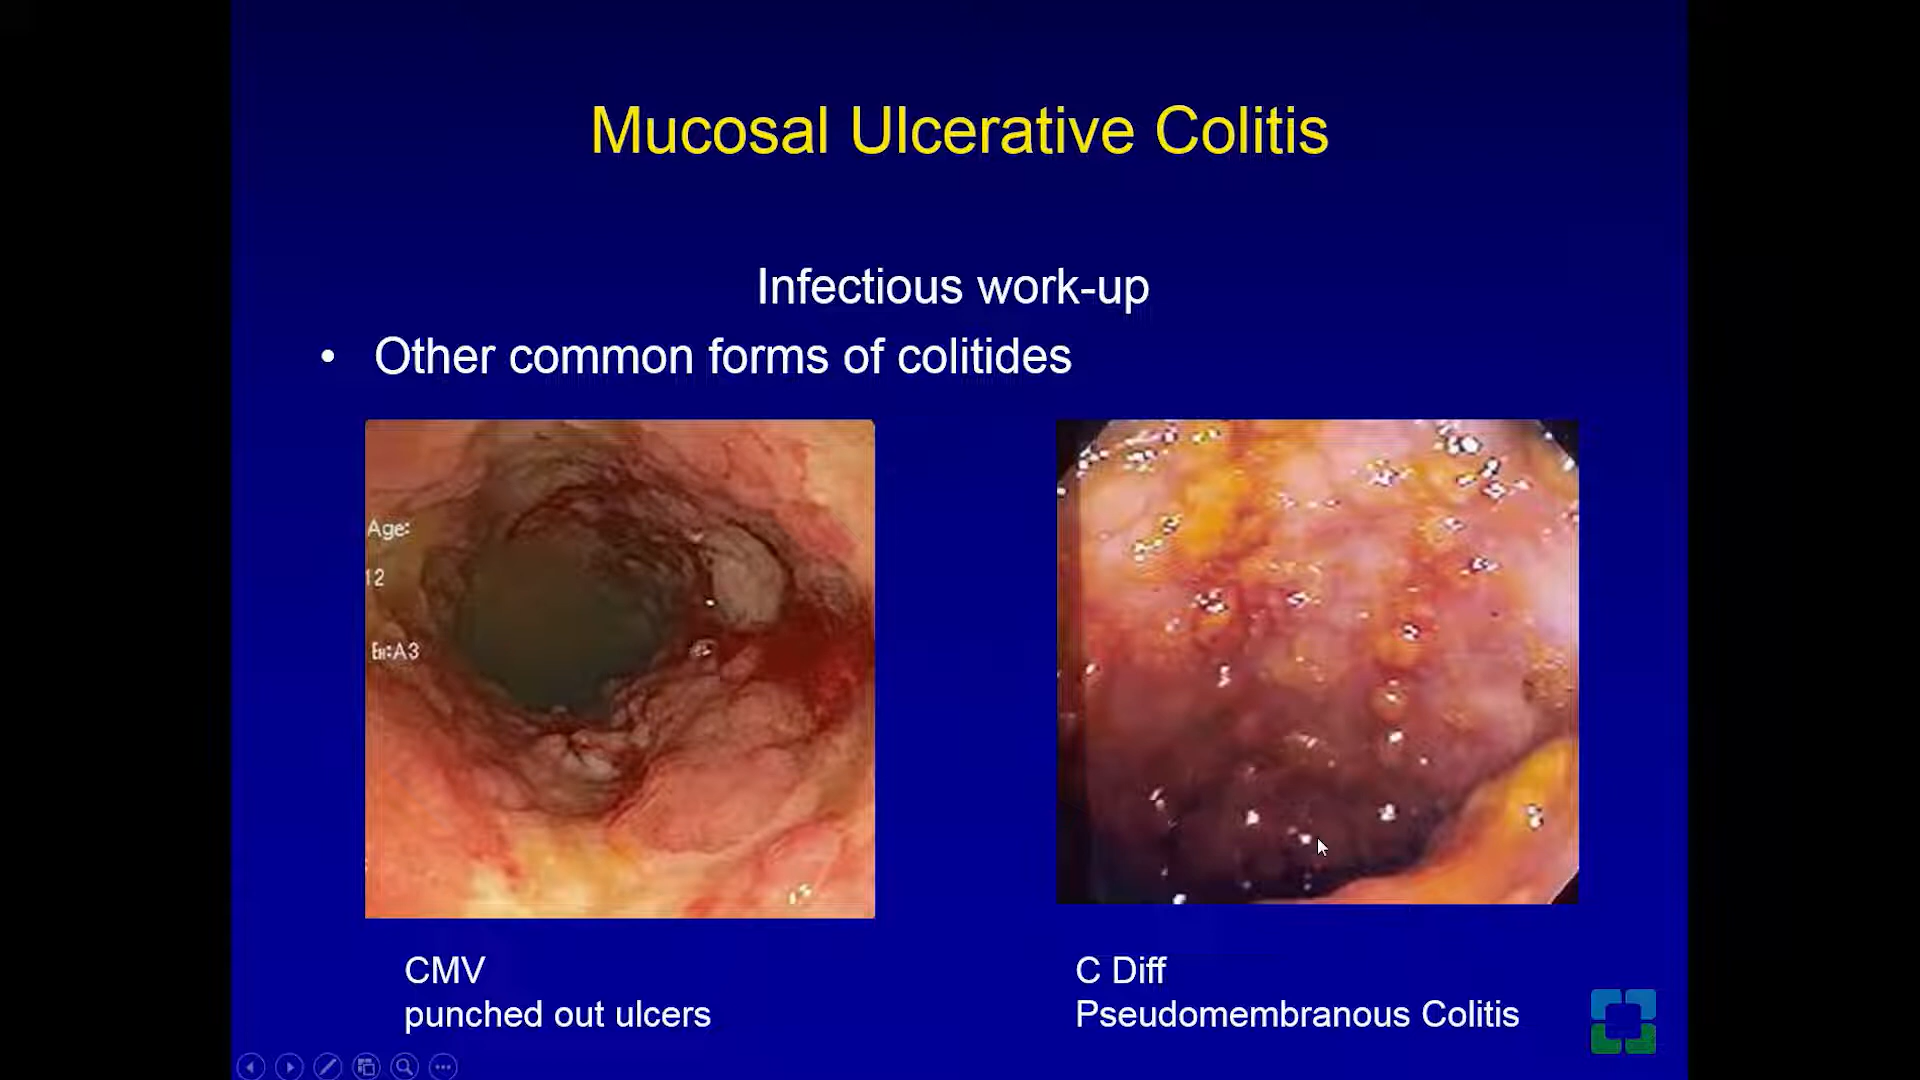 Mucosal Ulcerative Colitis
Infectious work-up
• Other common forms of colitides
Age:
12
A3
CMV
punched out ulcers
C Diff
Pseudomembranous Colitis